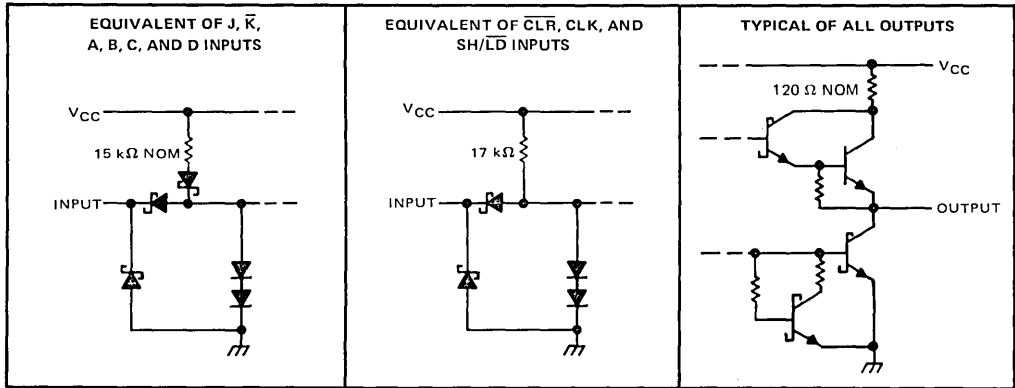 EQUIVALENT OF J, K̅,
A, B, C, AND D INPUTS
VCC
15 kΩ NOM
INPUT
EQUIVALENT OF C̅L̅R̅, CLK, AND
SH/L̅D̅ INPUTS
VCC
17 kΩ
INPUT
TYPICAL OF ALL OUTPUTS
VCC
120 Ω NOM
OUTPUT